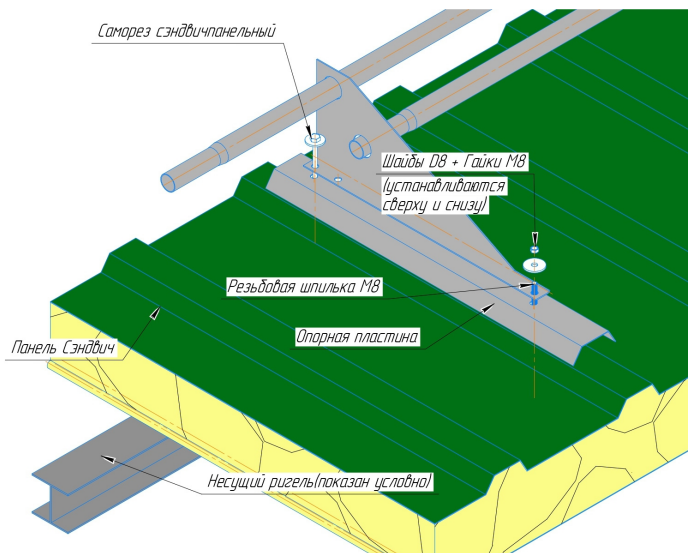 Саморез сэндвичпанельный
Шайбы D8 + Гайки М8
(устанавливаются
сверху и снизу)
Резьбовая шпилька М8
Опорная пластина
Панель Сэндвич
Несущий ригель(показан условно)